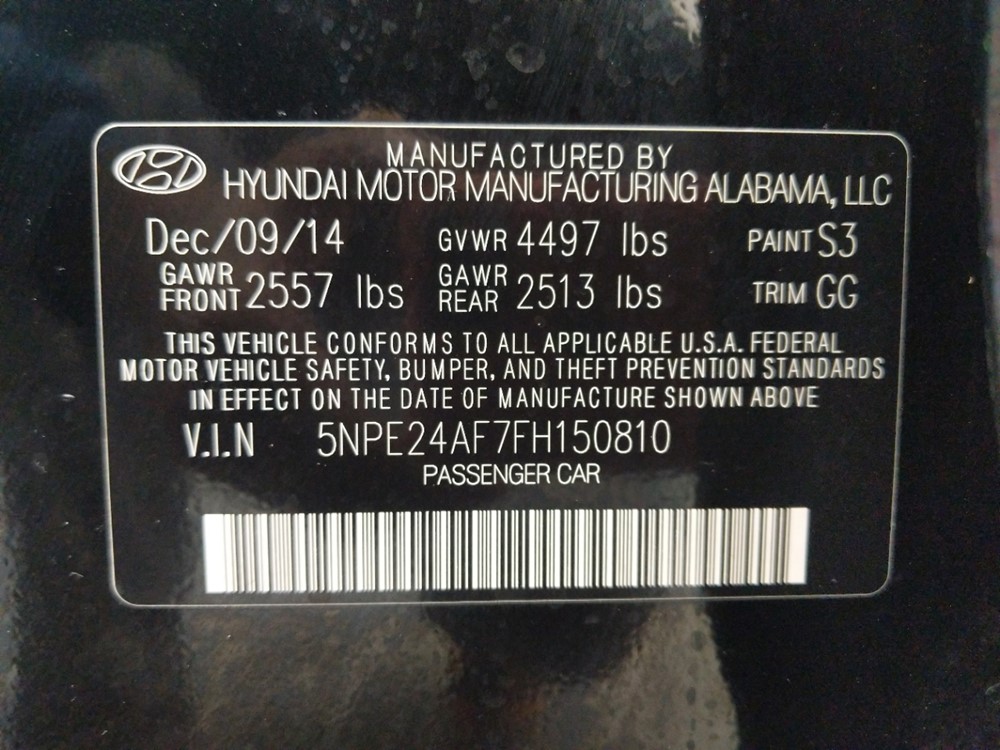 MANUFACTURED BY
HYUNDAI MOTOR MANUFACTURING ALABAMA, LLC
Dec/09/14 GVWR 4497 lbs PAINT S3
GAWR FRONT 2557 lbs GAWR REAR 2513 lbs TRIM GG
THIS VEHICLE CONFORMS TO ALL APPLICABLE U.S.A. FEDERAL
MOTOR VEHICLE SAFETY, BUMPER, AND THEFT PREVENTION STANDARDS
IN EFFECT ON THE DATE OF MANUFACTURE SHOWN ABOVE
V.I.N 5NPE24AF7FH150810
PASSENGER CAR